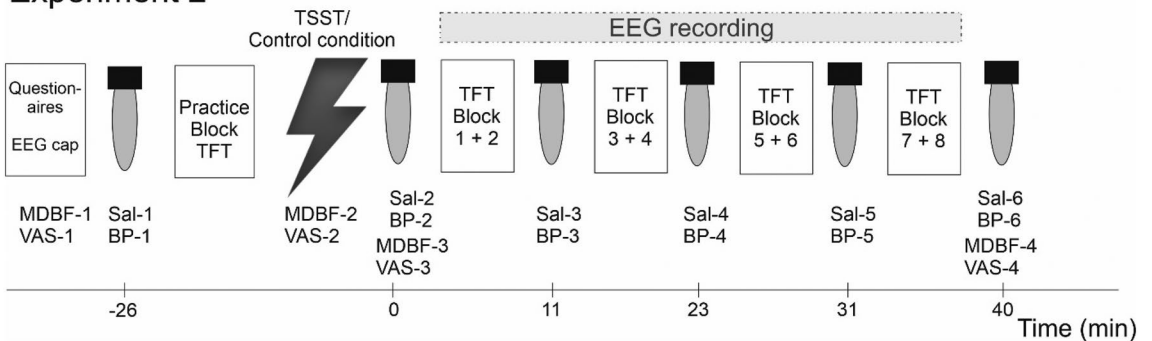 TSST/
Control condition
EEG recording
Question-
aires
EEG cap
Practice
Block
TFT
TFT
Block
1 + 2
TFT
Block
3 + 4
TFT
Block
5 + 6
TFT
Block
7 + 8
MDBF-1
VAS-1
Sal-1
BP-1
MDBF-2
VAS-2
Sal-2
BP-2
MDBF-3
VAS-3
Sal-3
BP-3
Sal-4
BP-4
Sal-5
BP-5
Sal-6
BP-6
MDBF-4
VAS-4
-26
0
11
23
31
40
Time (min)